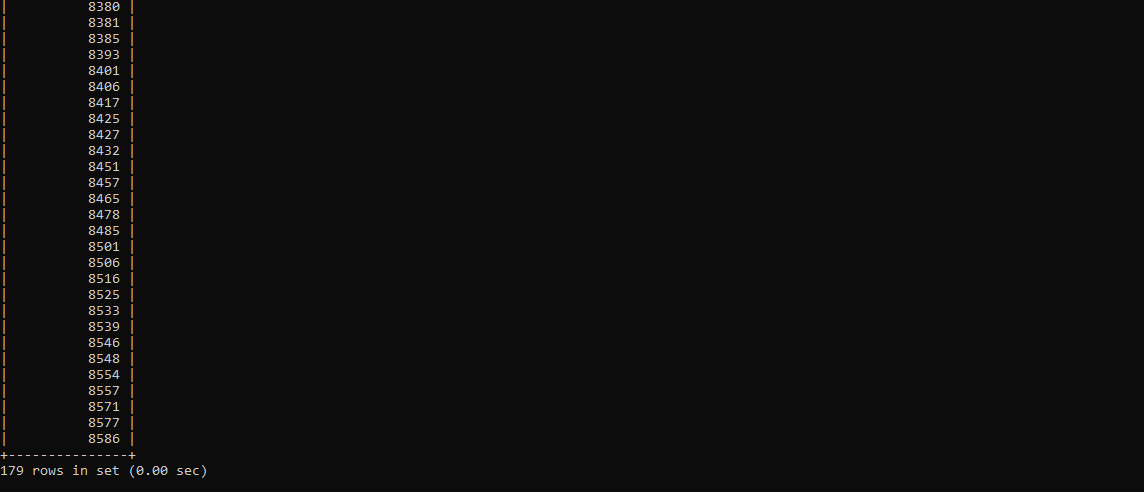 |          8380 |
|          8381 |
|          8385 |
|          8393 |
|          8401 |
|          8406 |
|          8417 |
|          8425 |
|          8427 |
|          8432 |
|          8451 |
|          8457 |
|          8465 |
|          8478 |
|          8485 |
|          8501 |
|          8506 |
|          8516 |
|          8525 |
|          8533 |
|          8539 |
|          8546 |
|          8548 |
|          8554 |
|          8557 |
|          8571 |
|          8577 |
|          8586 |
+---------------+
179 rows in set (0.00 sec)